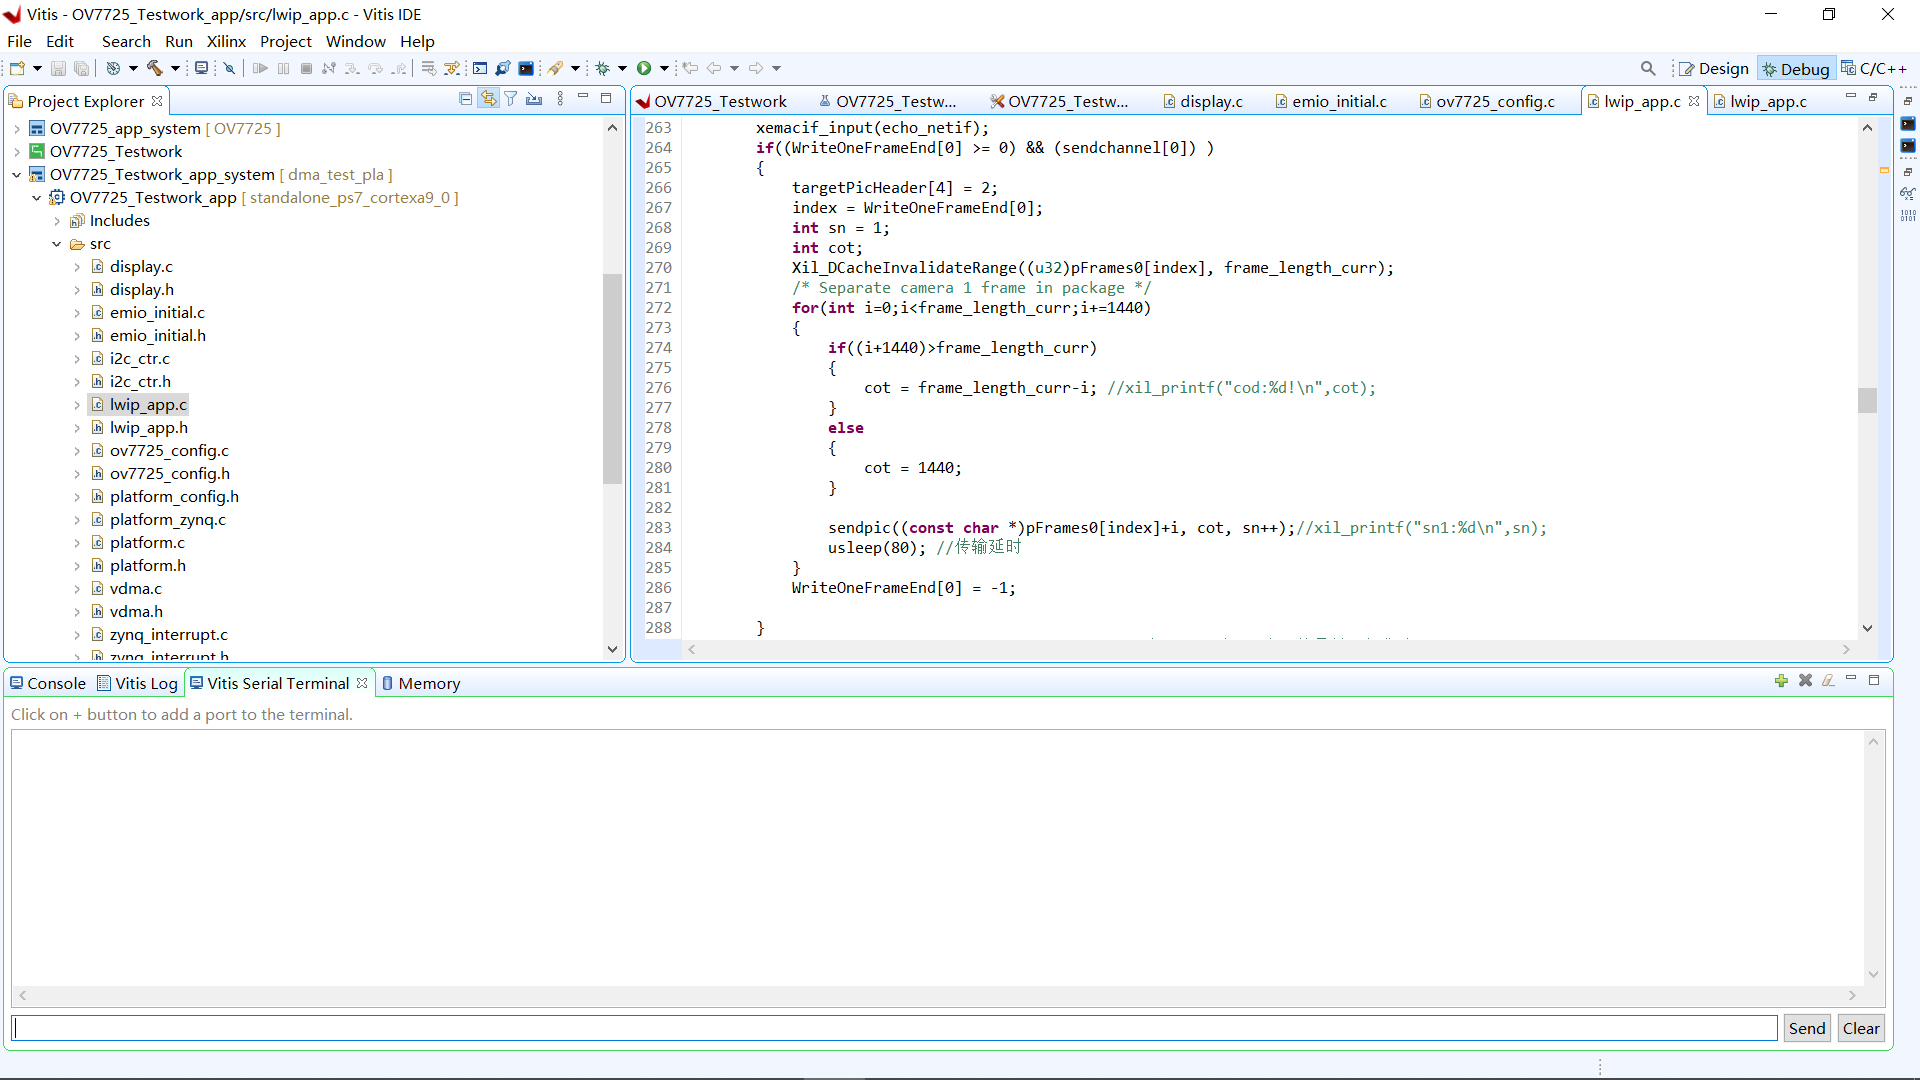 Vitis - OV7725_Testwork_app/src/lwip_app.c - Vitis IDE
File Edit Search Run Xilinx Project Window Help
Design Debug C/C++
Project Explorer
OV7725_Testwork OV7725_Testw... OV7725_Testw... display.c emio_initial.c ov7725_config.c lwip_app.c lwip_app.c
OV7725_app_system [ OV7725 ]
OV7725_Testwork
OV7725_Testwork_app_system [ dma_test_pla ]
OV7725_Testwork_app [ standalone_ps7_cortexa9_0 ]
Includes
src
display.c
display.h
emio_initial.c
emio_initial.h
i2c_ctr.c
i2c_ctr.h
lwip_app.c
lwip_app.h
ov7725_config.c
ov7725_config.h
platform_config.h
platform_zynq.c
platform.c
platform.h
vdma.c
vdma.h
zynq_interrupt.c
zynq_interrupt.h
263 xemacif_input(echo_netif);
264 if((WriteOneFrameEnd[0] >= 0) && (sendchannel[0]) )
265 {
266 targetPicHeader[4] = 2;
267 index = WriteOneFrameEnd[0];
268 int sn = 1;
269 int cot;
270 Xil_DCacheInvalidateRange((u32)pFrames0[index], frame_length_curr);
271 /* Separate camera 1 frame in package */
272 for(int i=0;i<frame_length_curr;i+=1440)
273 {
274 if((i+1440)>frame_length_curr)
275 {
276 cot = frame_length_curr-i; //xil_printf("cod:%d!\n",cot);
277 }
278 else
279 {
280 cot = 1440;
281 }
282
283 sendpic((const char *)pFrames0[index]+i, cot, sn++);//xil_printf("sn1:%d\n",sn);
284 usleep(80); //传输延时
285 }
286 WriteOneFrameEnd[0] = -1;
287
288 }
Console Vitis Log Vitis Serial Terminal Memory
Click on + button to add a port to the terminal.
Send Clear